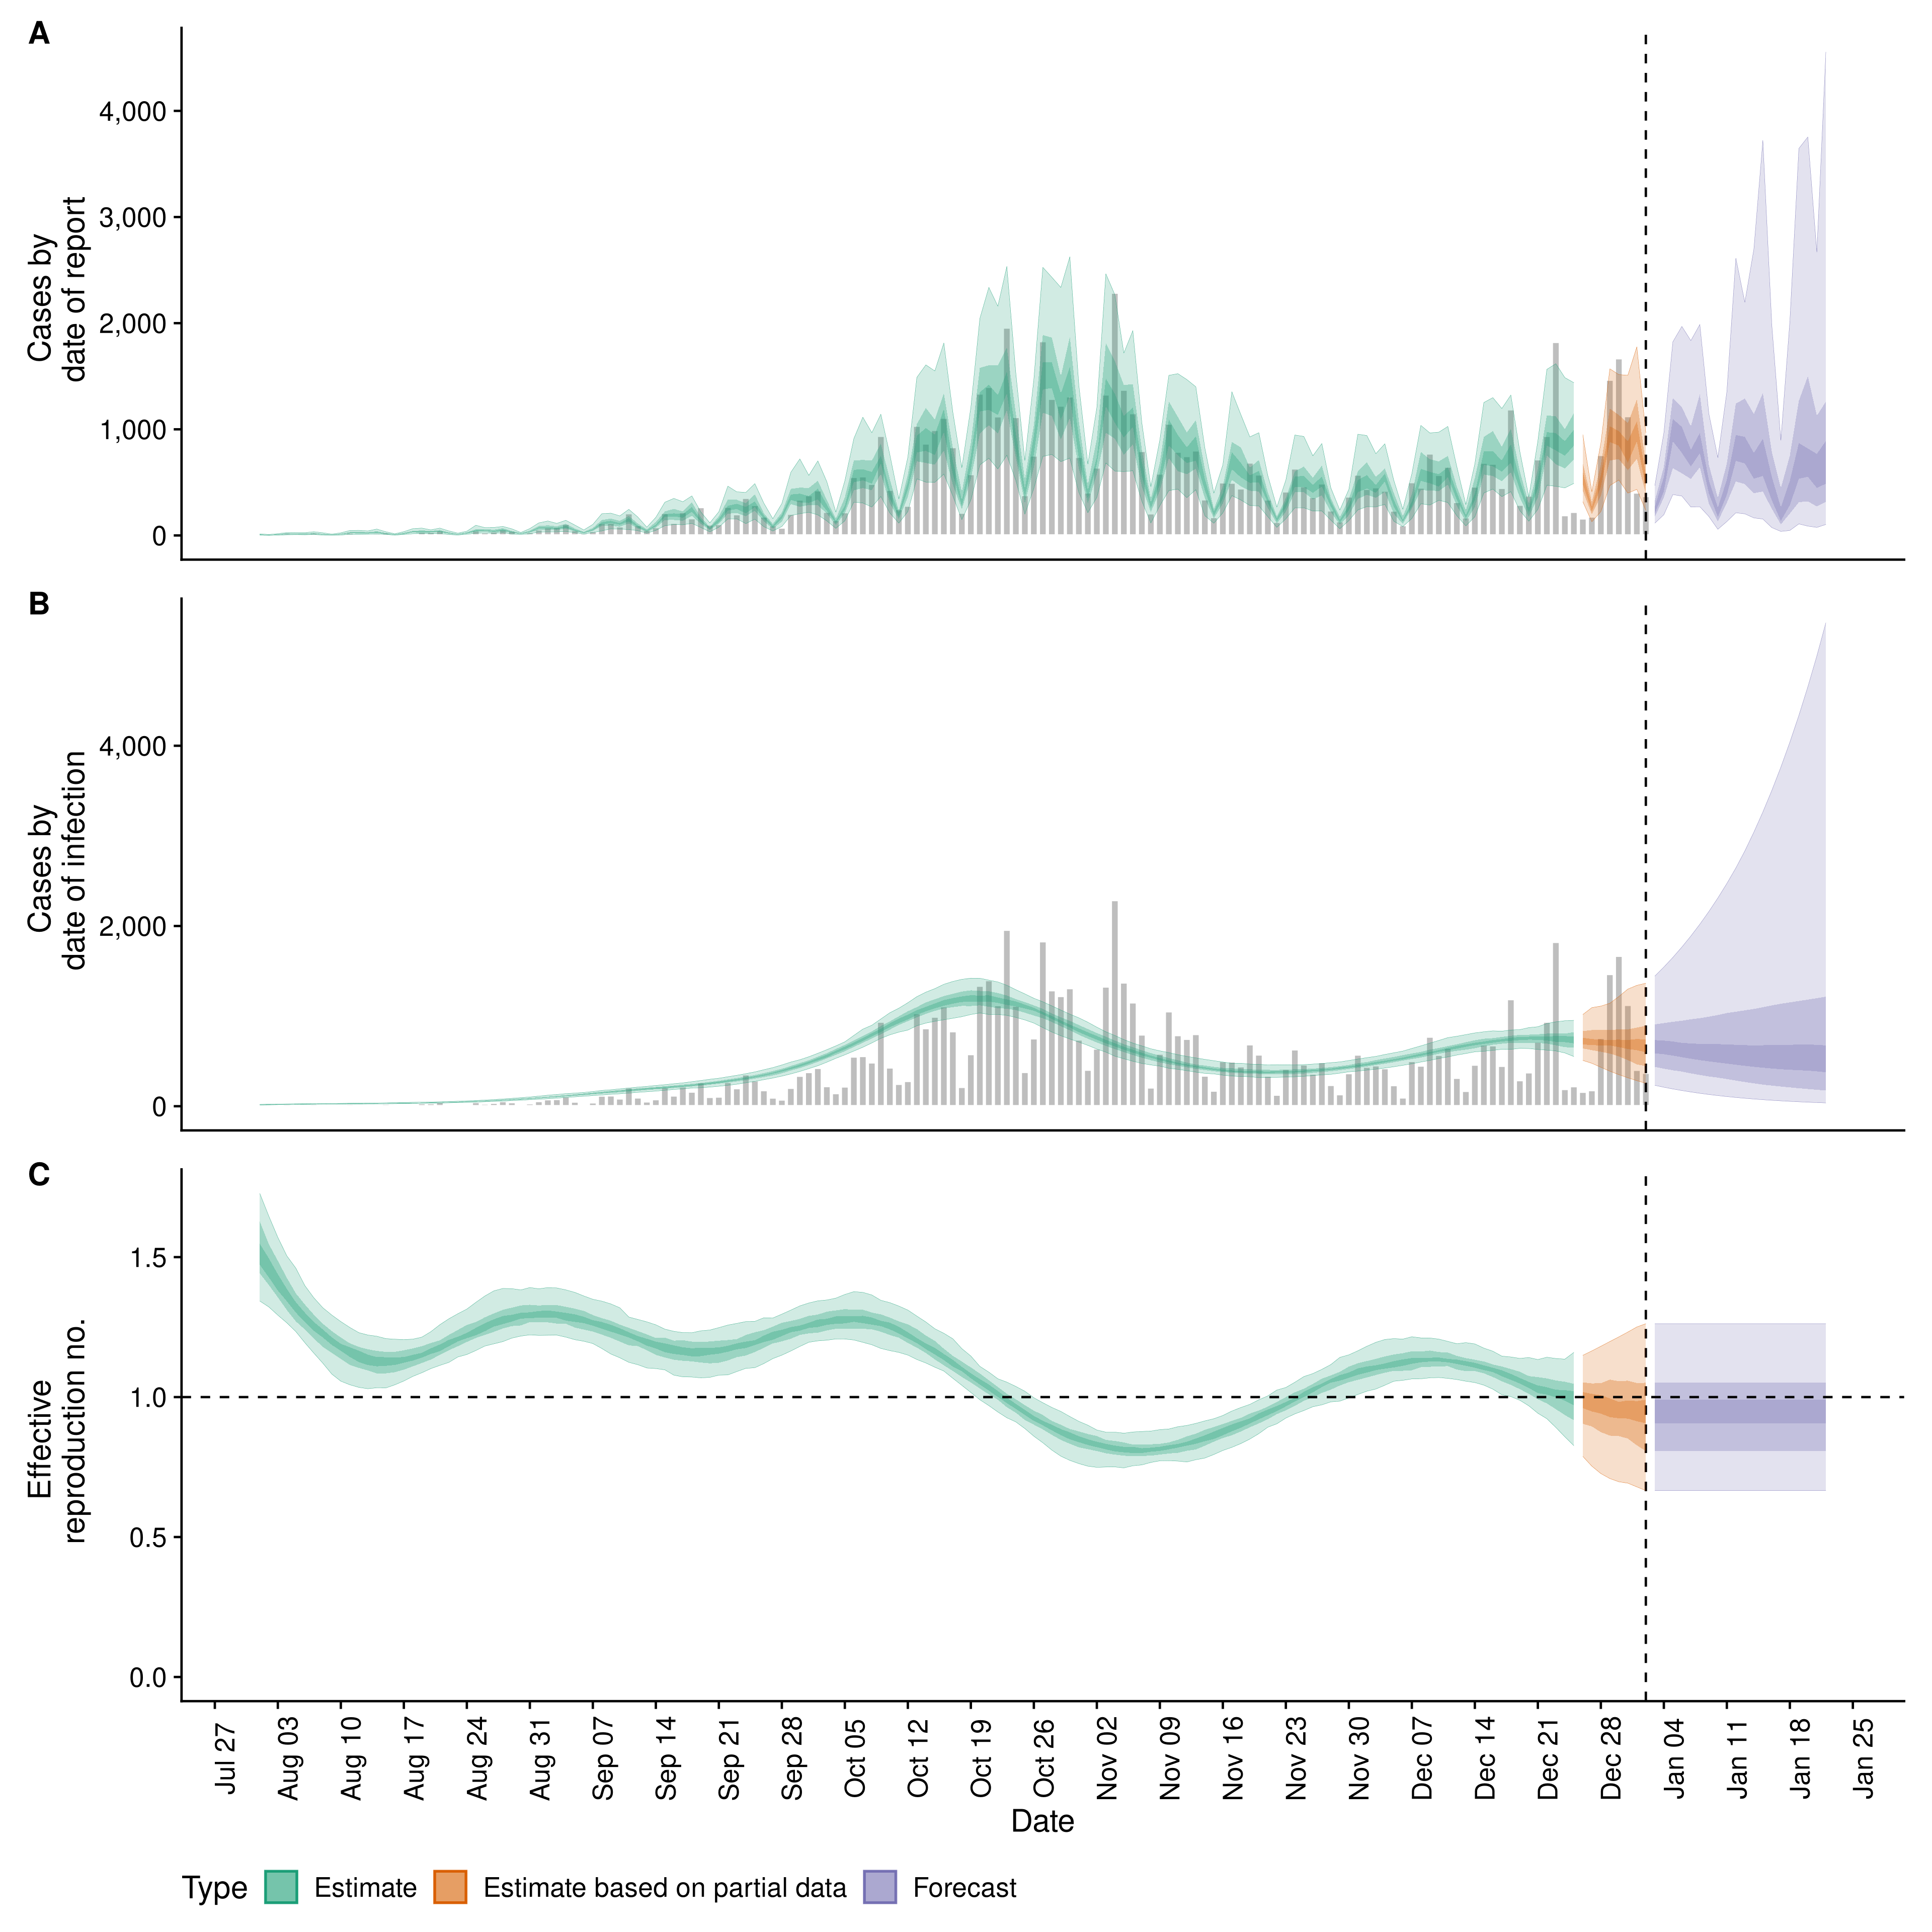 A
Cases by
date of report
4,000
3,000
2,000
1,000
0
B
Cases by
date of infection
4,000
2,000
0
C
Effective
reproduction no.
1.5
1.0
0.5
0.0
Jul 27
Aug 03
Aug 10
Aug 17
Aug 24
Aug 31
Sep 07
Sep 14
Sep 21
Sep 28
Oct 05
Oct 12
Oct 19
Oct 26
Nov 02
Nov 09
Nov 16
Nov 23
Nov 30
Dec 07
Dec 14
Dec 21
Dec 28
Jan 04
Jan 11
Jan 18
Jan 25
Date
Type Estimate Estimate based on partial data Forecast